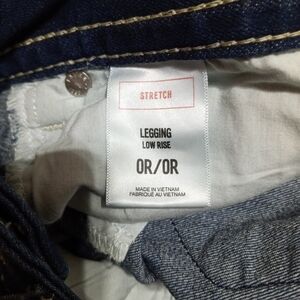 STRETCH
LEGGING
LOW RISE
0R/0R
MADE IN VIETNAM
FABRIQUÉ AU VIETNAM